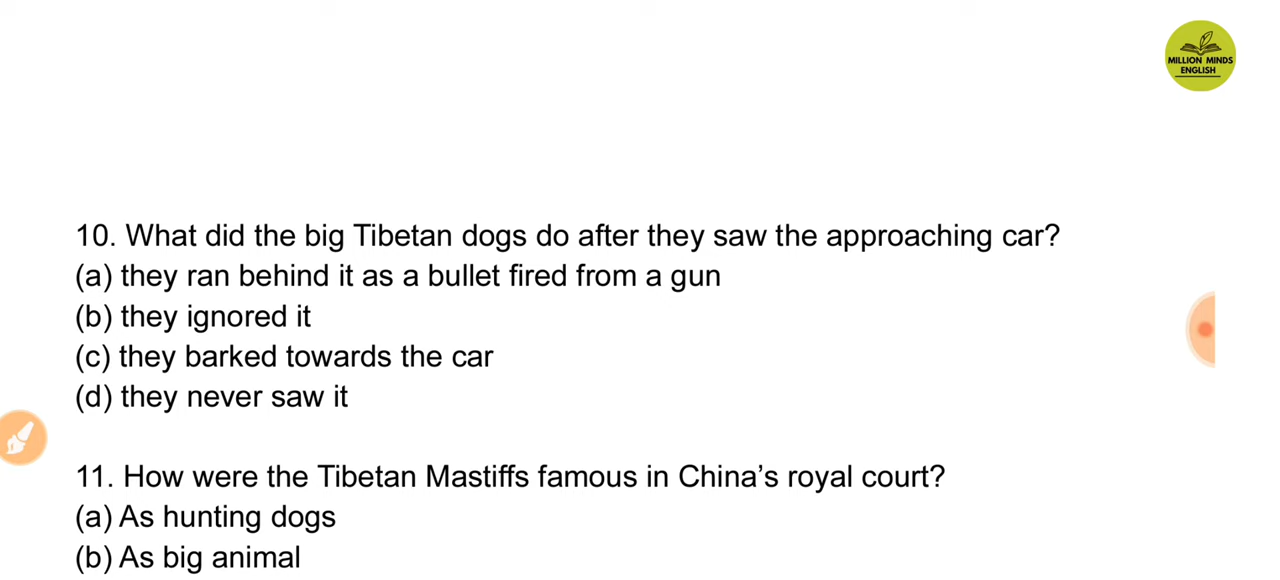 MILLION MINDS
ENGLISH
10. What did the big Tibetan dogs do after they saw the approaching car?
(a) they ran behind it as a bullet fired from a gun
(b) they ignored it
(c) they barked towards the car
(d) they never saw it
11. How were the Tibetan Mastiffs famous in China’s royal court?
(a) As hunting dogs
(b) As big animal